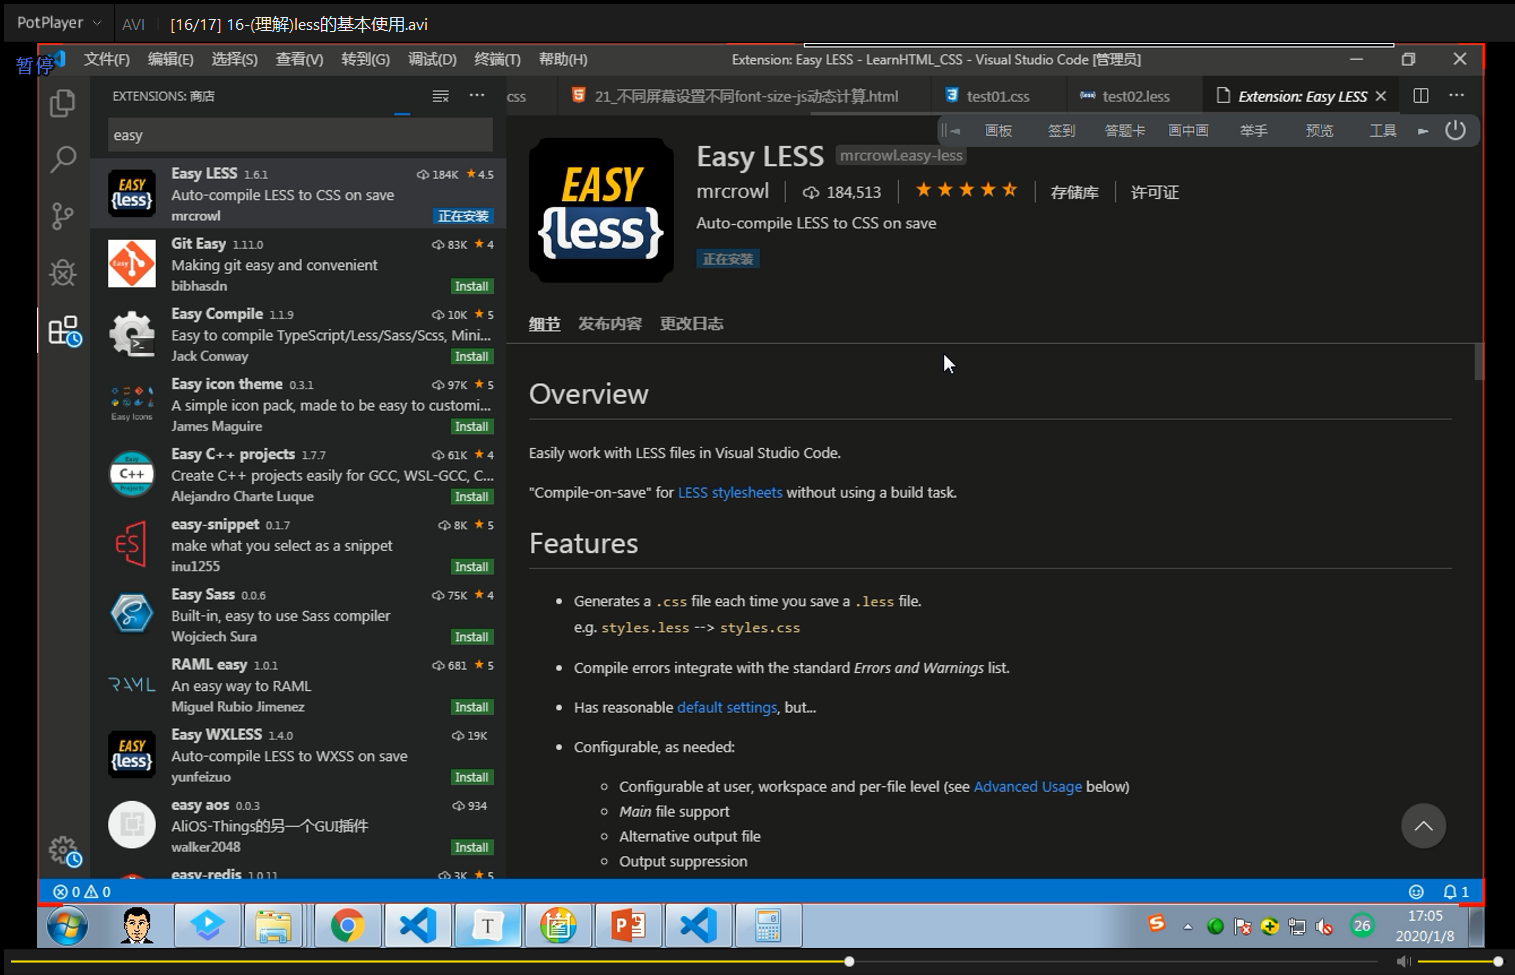 PotPlayer AVI [16/17] 16-(理解)less的基本使用.avi
暂停
文件(F) 编辑(E) 选择(S) 查看(V) 转到(G) 调试(D) 终端(T) 帮助(H) Extension: Easy LESS - LearnHTML_CSS - Visual Studio Code [管理员]
EXTENSIONS: 商店
css 21_不同屏幕设置不同font-size-js动态计算.html test01.css test02.less Extension: Easy LESS
画板 签到 答题卡 画中画 举手 预览 工具
easy
Easy LESS 1.6.1 184K 4.5
Auto-compile LESS to CSS on save
mrcrowl 正在安装
Git Easy 1.11.0 83K 4
Making git easy and convenient
bibhasdn Install
Easy Compile 1.1.9 10K 5
Easy to compile TypeScript/Less/Sass/Scss, Mini...
Jack Conway Install
Easy icon theme 0.3.1 97K 5
A simple icon pack, made to be easy to customi...
James Maguire Install
Easy Icons
Easy C++ projects 1.7.7 61K 4
Create C++ projects easily for GCC, WSL-GCC, C...
Alejandro Charte Luque Install
easy-snippet 0.1.7 8K 5
make what you select as a snippet
inu1255 Install
Easy Sass 0.0.6 75K 4
Built-in, easy to use Sass compiler
Wojciech Sura Install
RAML easy 1.0.1 681 5
An easy way to RAML
Miguel Rubio Jimenez Install
Easy WXLESS 1.4.0 19K
Auto-compile LESS to WXSS on save
yunfeizuo Install
easy aos 0.0.3 934
AliOS-Things的另一个GUI插件
walker2048 Install
easy-redis 1.0.11 3K 5
EASY
{less}
Easy LESS mrcrowl.easy-less
mrcrowl 184,513 存储库 许可证
Auto-compile LESS to CSS on save
正在安装
细节 发布内容 更改日志
Overview
Easily work with LESS files in Visual Studio Code.
"Compile-on-save" for LESS stylesheets without using a build task.
Features
• Generates a .css file each time you save a .less file.
e.g. styles.less --> styles.css
• Compile errors integrate with the standard Errors and Warnings list.
• Has reasonable default settings, but...
• Configurable, as needed:
Configurable at user, workspace and per-file level (see Advanced Usage below)
Main file support
Alternative output file
Output suppression
0 0 1
26 17:05
2020/1/8